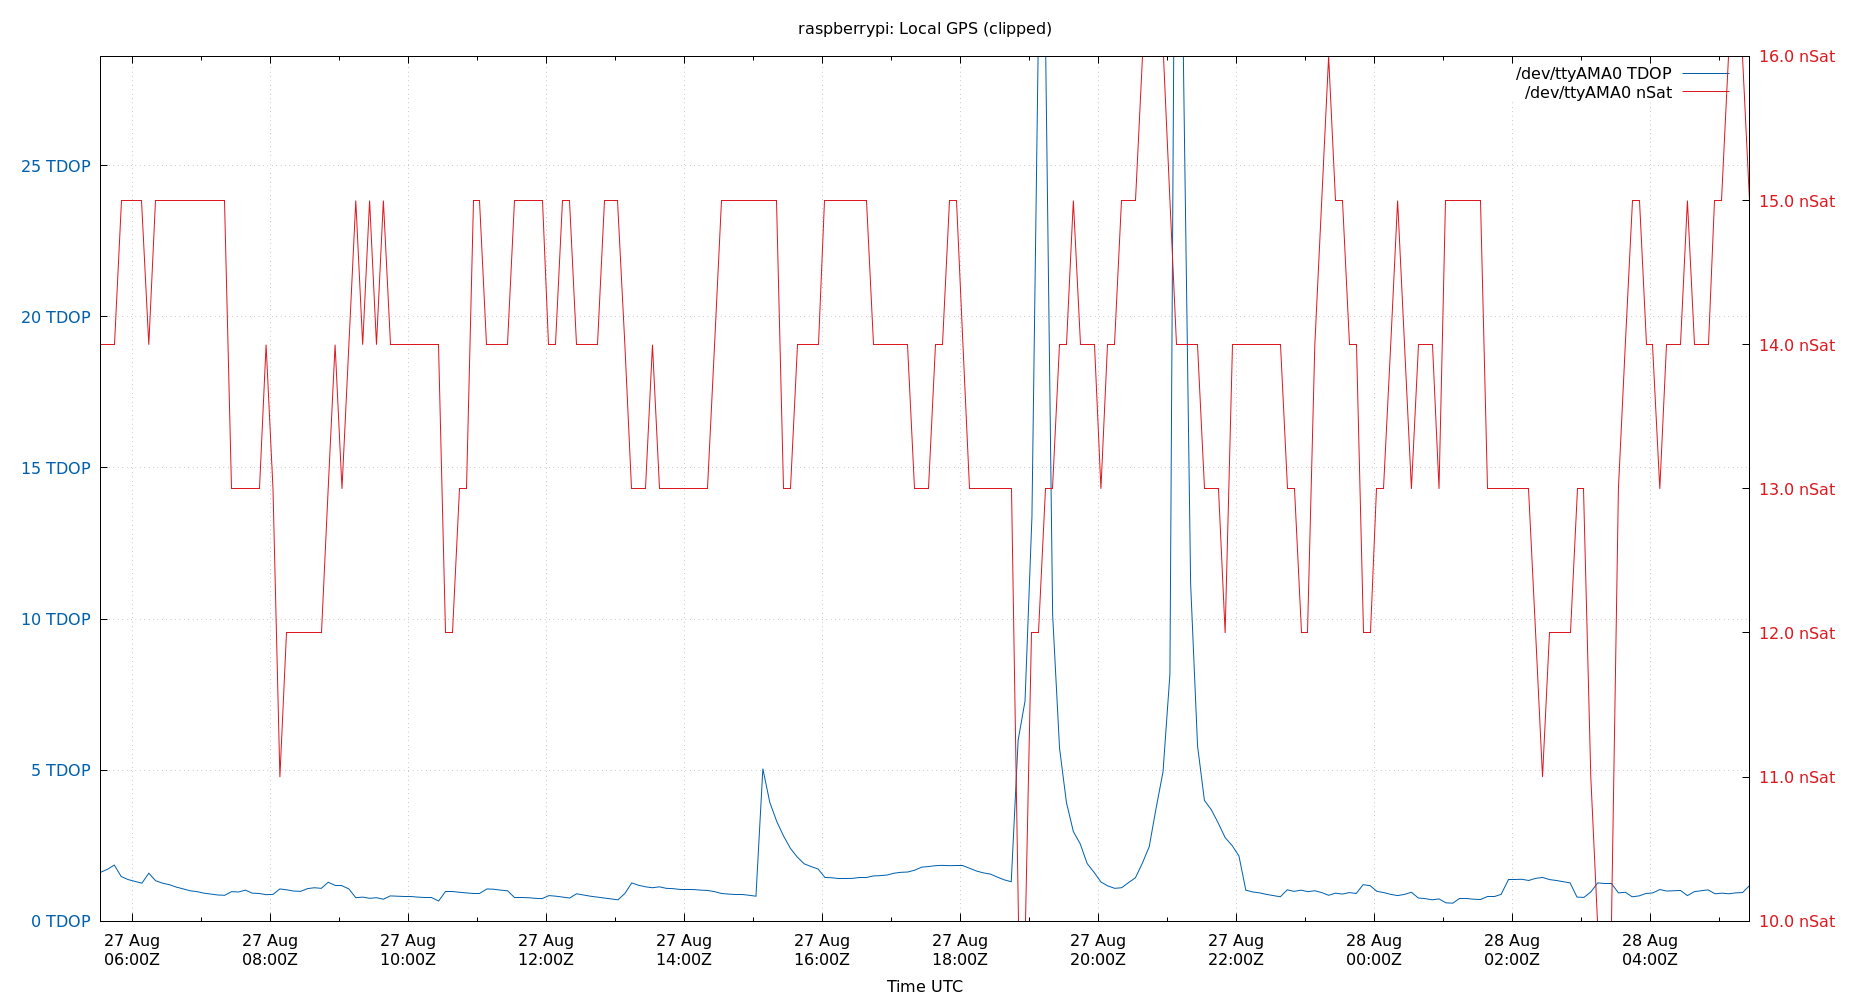 raspberrypi: Local GPS (clipped)
16.0 nSat
/dev/ttyAMA0 TDOP
/dev/ttyAMA0 nSat
25 TDOP
15.0 nSat
20 TDOP
14.0 nSat
15 TDOP
13.0 nSat
10 TDOP
12.0 nSat
5 TDOP
11.0 nSat
0 TDOP
10.0 nSat
27 Aug 27 Aug 27 Aug 27 Aug 27 Aug 27 Aug 27 Aug 27 Aug 27 Aug 28 Aug 28 Aug 28 Aug
06:00Z 08:00Z 10:00Z 12:00Z 14:00Z 16:00Z 18:00Z 20:00Z 22:00Z 00:00Z 02:00Z 04:00Z
Time UTC